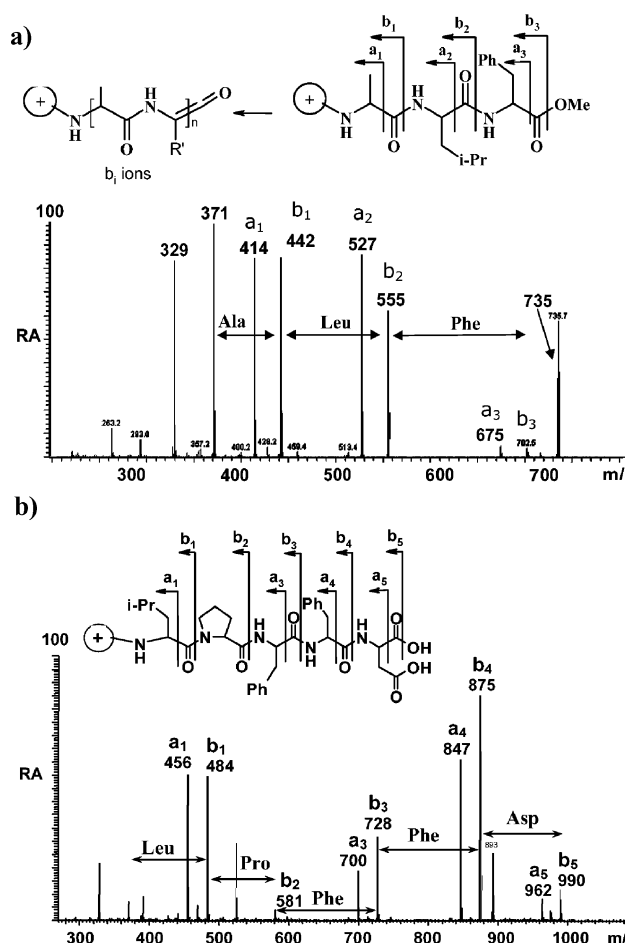 a)
b1
b2
b3
a1
a2
a3
Ph
+
N
H
H
N
O
O
n
R'
bi ions
+
N
H
O
H
N
i-Pr
O
N
H
O
OMe
100
RA
329
371
a1
414
b1
442
a2
527
b2
555
735
735.7
Ala
Leu
Phe
a3
675
b3
702.5
263.2
293.0
357.2
400.2
428.2
459.4
513.4
300
400
500
600
700
m/
b)
b1
b2
b3
b4
b5
a1
a3
a4
a5
i-Pr
Ph
+
N
H
O
N
O
H
N
O
N
H
O
H
N
O
OH
Ph
O
OH
100
RA
a1
456
b1
484
Leu
Pro
b2
581
Phe
a3
700
b3
728
Phe
a4
847
b4
875
893
Asp
a5
962
b5
990
300
400
500
600
700
800
900
1000
m/